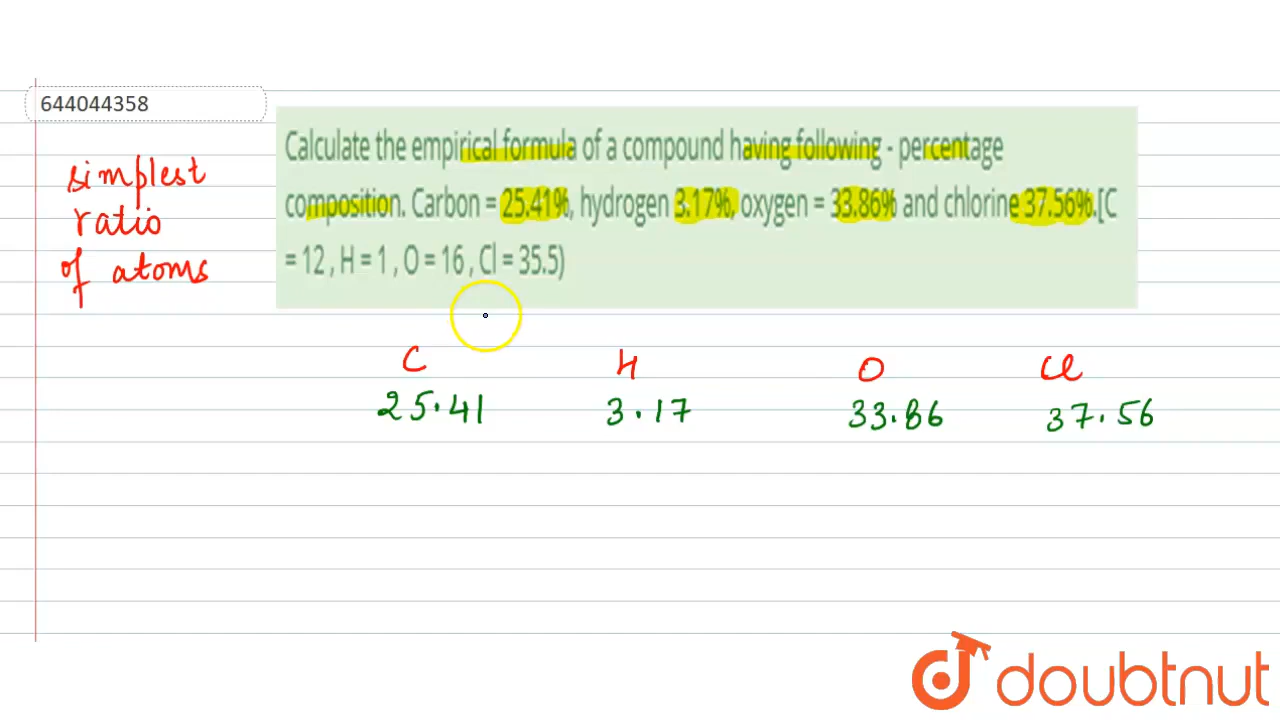 644044358
simplest
ratio
of atoms
Calculate the empirical formula of a compound having following - percentage
composition. Carbon = 25.41%, hydrogen 3.17%, oxygen = 33.86% and chlorine 37.56%.[C
= 12 , H = 1 , O = 16 , Cl = 35.5)
C H O Cl
25.41 3.17 33.86 37.56
doubtnut